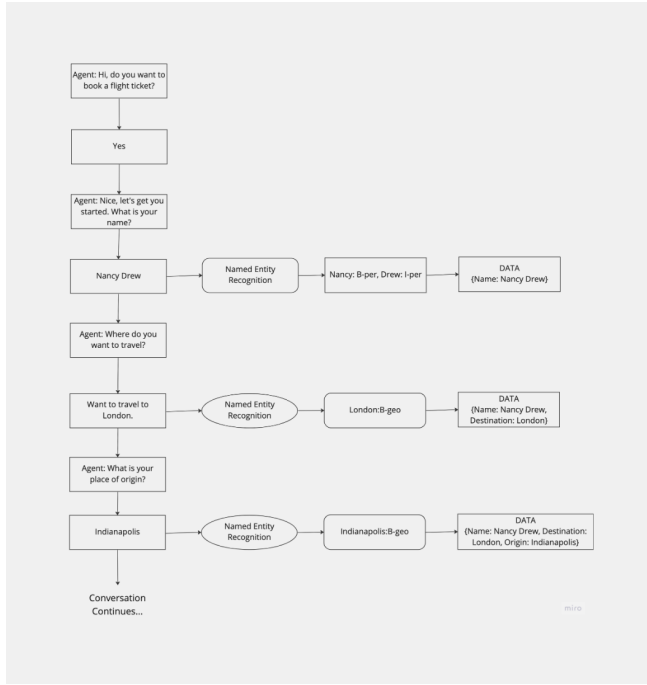 Agent: Hi, do you want to
book a flight ticket?
Yes
Agent: Nice, let's get you
started. What is your
name?
Nancy Drew
Named Entity
Recognition
Nancy: B-per, Drew: I-per
DATA
{Name: Nancy Drew}
Agent: Where do you
want to travel?
Want to travel to
London.
Named Entity
Recognition
London:B-geo
DATA
{Name: Nancy Drew,
Destination: London}
Agent: What is your
place of origin?
Indianapolis
Named Entity
Recognition
Indianapolis:B-geo
DATA
{Name: Nancy Drew, Destination:
London, Origin: Indianapolis}
Conversation
Continues...
miro